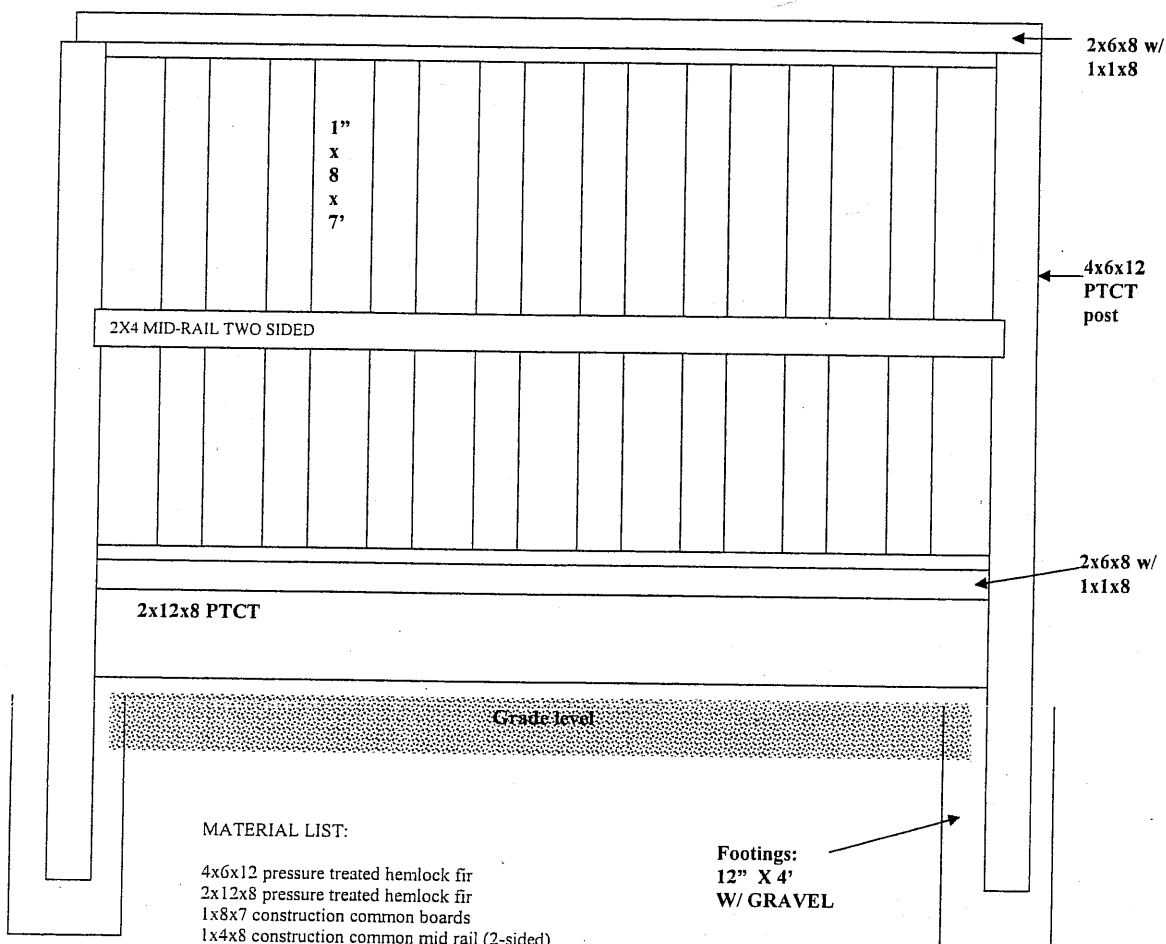 2x6x8 w/
1x1x8
1”
x
8
x
7’
4x6x12
PTCT
post
2X4 MID-RAIL TWO SIDED
2x6x8 w/
1x1x8
2x12x8 PTCT
Grade level
MATERIAL LIST:
4x6x12 pressure treated hemlock fir
2x12x8 pressure treated hemlock fir
1x8x7 construction common boards
1x4x8 construction common mid rail (2-sided)
Footings:
12” X 4’
W/ GRAVEL